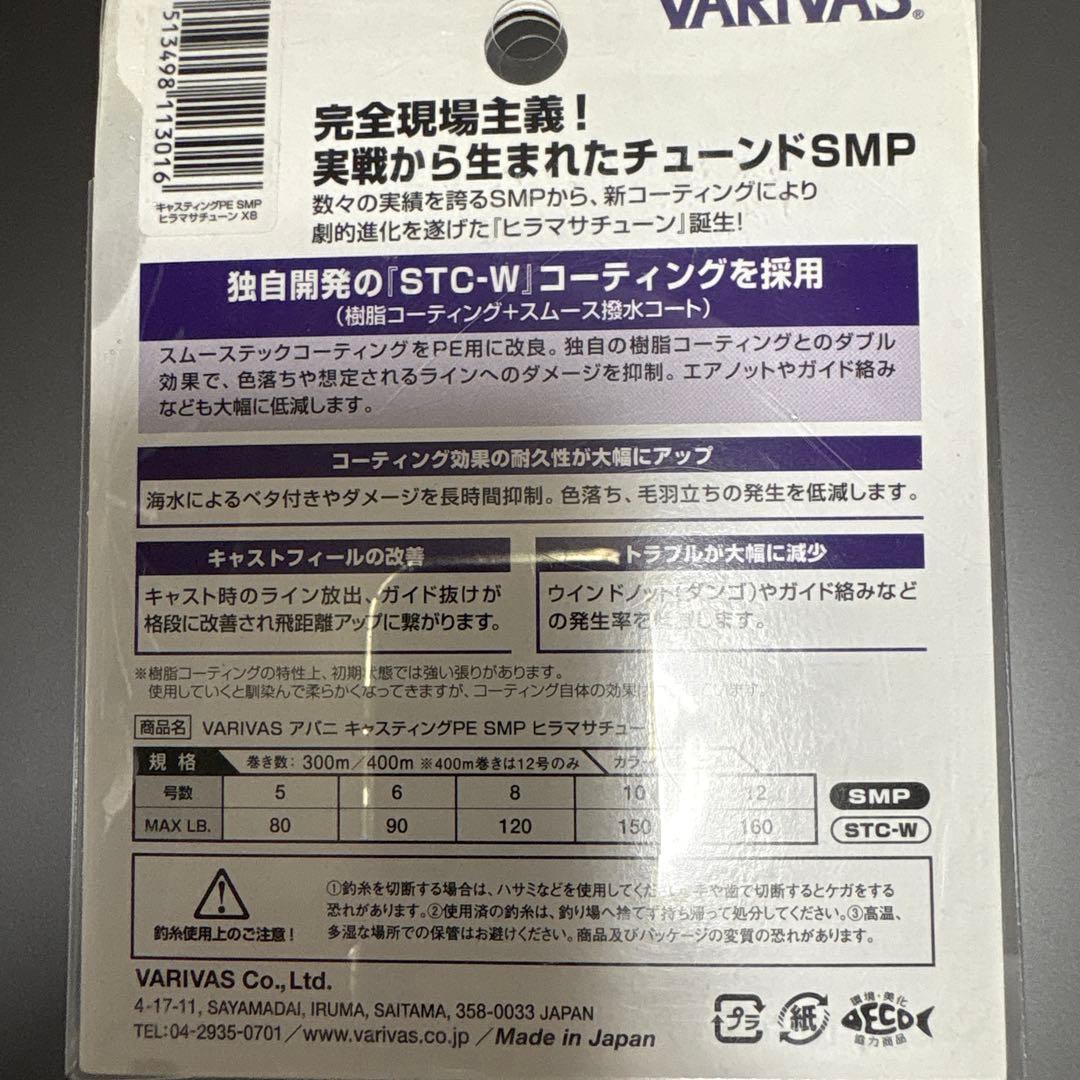 VARIVAS®
513498113016
キャスティングPE SMP
ヒラマサチューン X8
完全現場主義！
実戦から生まれたチューンドSMP
数々の実績を誇るSMPから、新コーティングにより
劇的進化を遂げた『ヒラマサチューン』誕生!
独自開発の『STC-W』コーティングを採用
(樹脂コーティング+スムース撥水コート)
スムーステックコーティングをPE用に改良。独自の樹脂コーティングとのダブル
効果で、色落ちや想定されるラインへのダメージを抑制。エアノットやガイド絡み
なども大幅に低減します。
コーティング効果の耐久性が大幅にアップ
海水によるベタ付きやダメージを長時間抑制。色落ち、毛羽立ちの発生を低減します。
キャストフィールの改善
キャスト時のライン放出、ガイド抜けが
格段に改善され飛距離アップに繋がります。
トラブルが大幅に減少
ウインドノット(ダンゴ)やガイド絡みなど
の発生率を低減します。
※樹脂コーティングの特性上、初期状態では強い張りがあります。
使用していくと馴染んで柔らかくなってきますが、コーティング自体の効果は
商品名 VARIVAS アバニ キャスティングPE SMP ヒラマサチュー
規格 巻き数：300m／400m ※400m巻きは12号のみ カラー
号数 5 6 8 10 12
MAX LB. 80 90 120 150 160
SMP
STC-W
釣糸使用上のご注意！
①釣糸を切断する場合は、ハサミなどを使用してください。手や歯で切断するとケガをする
恐れがあります。②使用済の釣糸は、釣り場へ捨てず持ち帰って処分してください。③高温、
多湿な場所での保管はお避けください。商品及びパッケージの変質の恐れがあります。
VARIVAS Co.,Ltd.
4-17-11, SAYAMADAI, IRUMA, SAITAMA, 358-0033 JAPAN
TEL:04-2935-0701／www.varivas.co.jp／Made in Japan
プラ
紙
環境・美化
ECO
協力商品